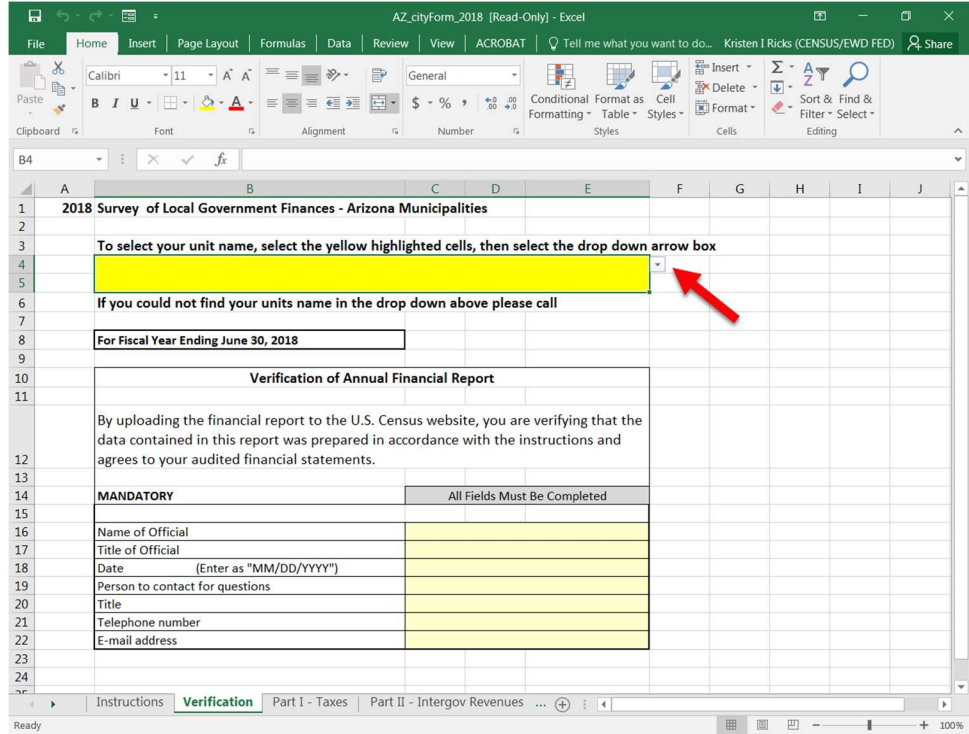 AZ_cityForm_2018 [Read-Only] - Excel
File Home Insert Page Layout Formulas Data Review View ACROBAT Tell me what you want to do... Kristen I Ricks (CENSUS/EWD FED) Share
Paste
Calibri 11 A A
B I U A
General
$ % , .00 .0
Conditional Formatting
Format as Table
Cell Styles
Insert
Delete
Format
Σ
A Z
Sort & Filter
Find & Select
Clipboard Font Alignment Number Styles Cells Editing
B4 fx
A B C D E F G H I J
1 2018 Survey of Local Government Finances - Arizona Municipalities
2
3 To select your unit name, select the yellow highlighted cells, then select the drop down arrow box
4
5
6 If you could not find your units name in the drop down above please call
7
8 For Fiscal Year Ending June 30, 2018
9
10 Verification of Annual Financial Report
11
By uploading the financial report to the U.S. Census website, you are verifying that the
data contained in this report was prepared in accordance with the instructions and
12 agrees to your audited financial statements.
13
14 MANDATORY All Fields Must Be Completed
15
16 Name of Official
17 Title of Official
18 Date (Enter as "MM/DD/YYYY")
19 Person to contact for questions
20 Title
21 Telephone number
22 E-mail address
23
24
Instructions Verification Part I - Taxes Part II - Intergov Revenues ...
Ready 100%